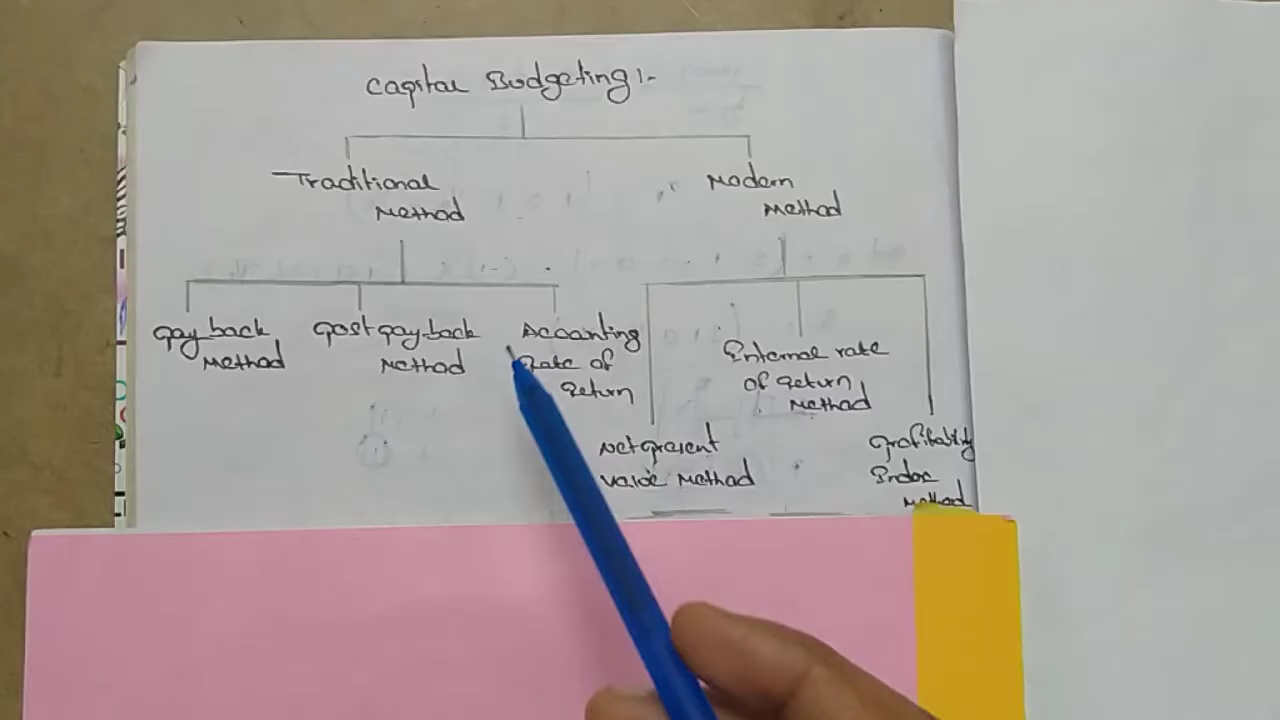 Capital Budgeting :-
Traditional
Method
Modern
Method
Pay back
Method
Post pay-back
Method
Accounting
Rate of
Return
Internal rate
of Return
Method
Net present
value Method
Profitability
Index
Method